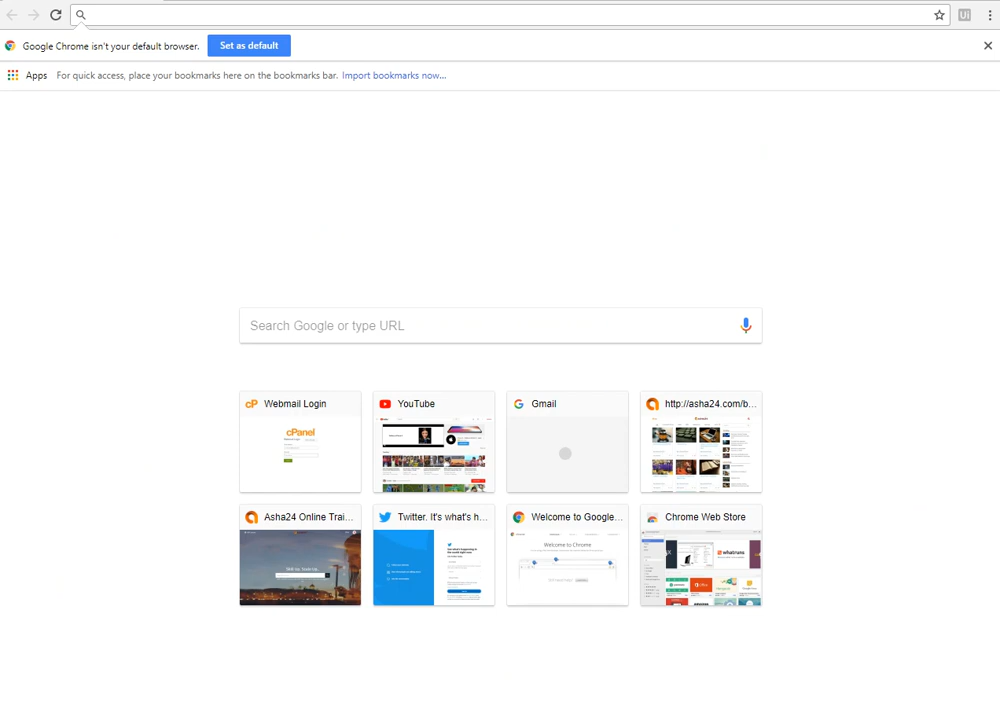 Google Chrome isn't your default browser. Set as default
Apps For quick access, place your bookmarks here on the bookmarks bar. Import bookmarks now...
Search Google or type URL
Webmail Login
YouTube
Gmail
http://asha24.com/b...
cPanel
Asha24 Online Trai...
Twitter. It's what's h...
Welcome to Google...
Chrome Web Store
Welcome to Chrome
whatruns